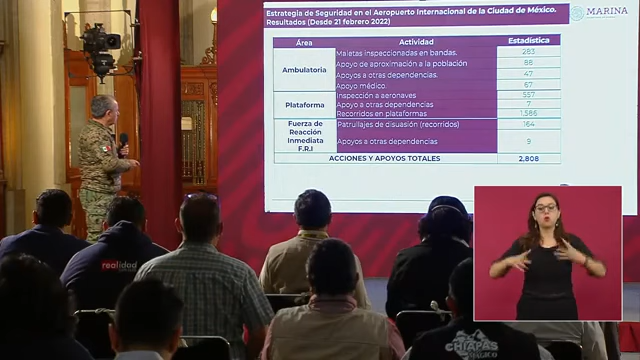 Estrategia de Seguridad en el Aeropuerto Internacional de la Ciudad de México.
Resultados (Desde 21 febrero 2022)
MARINA
Área Actividad Estadística
Ambulatoria
Maletas inspeccionadas en bandas. 283
Apoyo de aproximación a la población 88
Apoyos a otras dependencias. 47
Apoyo médico. 67
Plataforma
Inspección a aeronaves 557
Apoyo a otras dependencias 7
Recorridos en plataformas 1,586
Fuerza de
Reacción
Inmediata
F.R.I
Patrullajes de disuasión (recorridos) 164
Apoyos a otras dependencias 9
ACCIONES Y APOYOS TOTALES 2,808
realidad
CHIAPAS